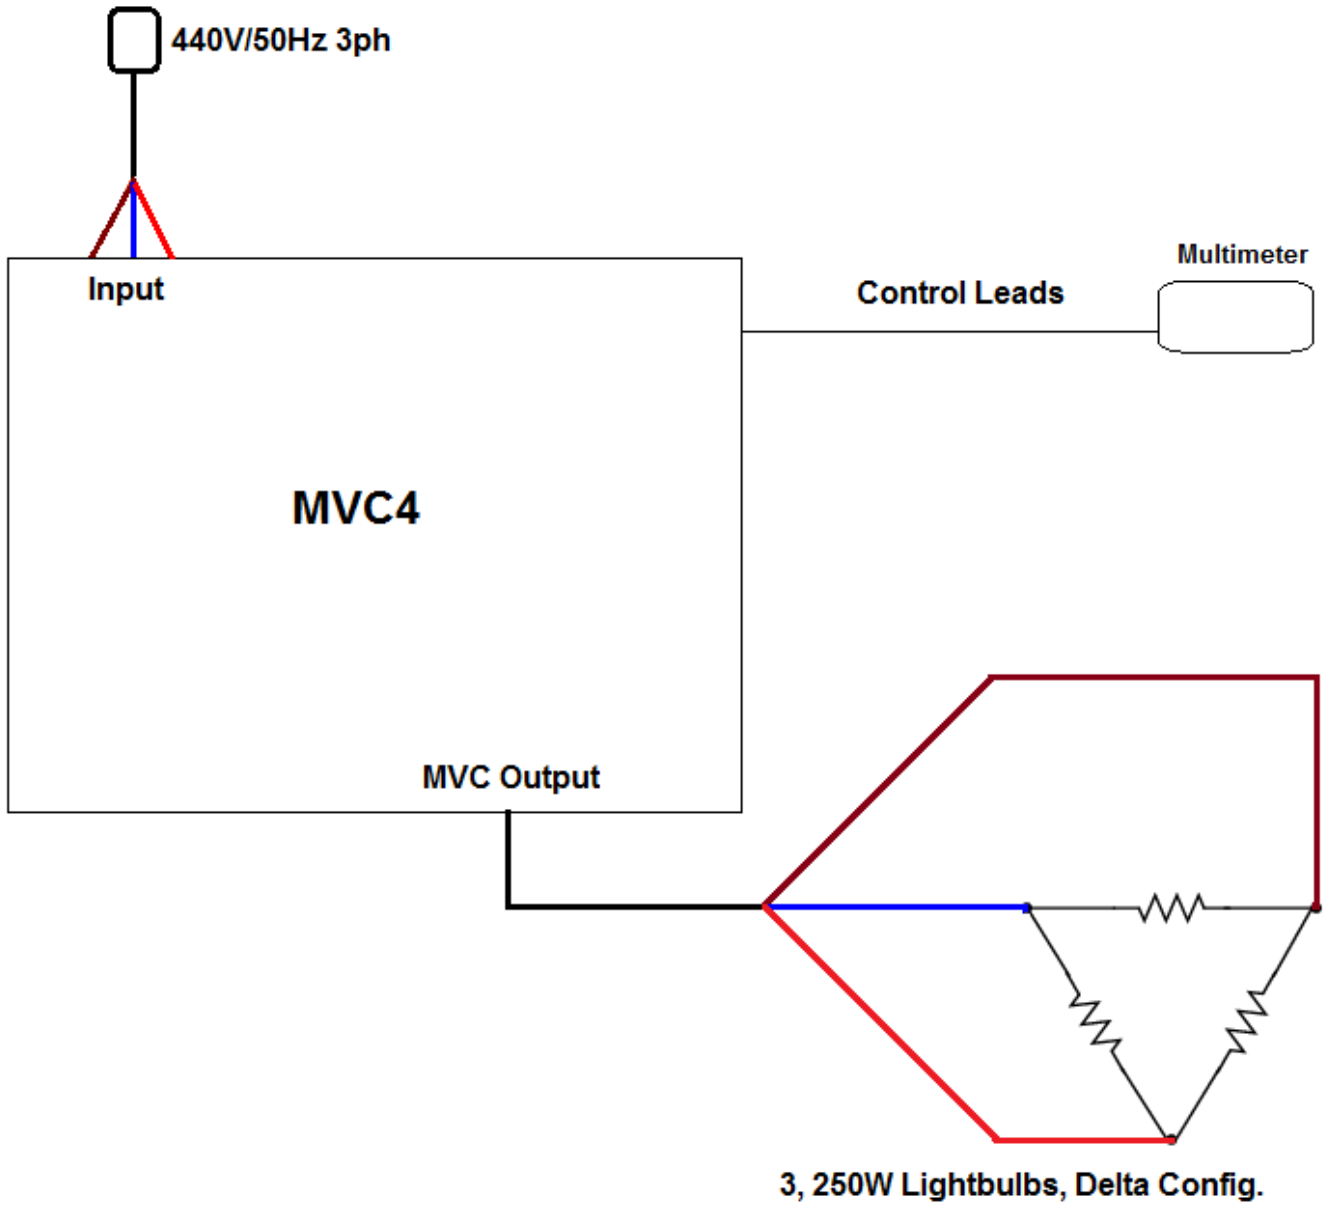 440V/50Hz 3ph
Input
Multimeter
Control Leads
MVC4
MVC Output
3, 250W Lightbulbs, Delta Config.